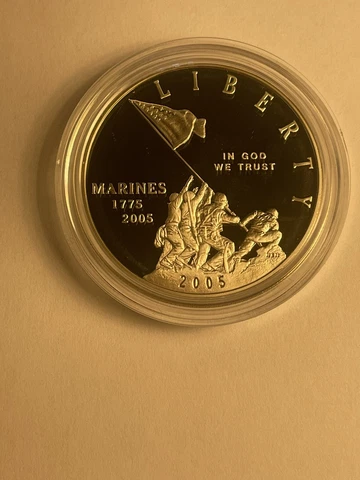 LIBERTY
IN GOD
WE TRUST
MARINES
1775
2005
2005